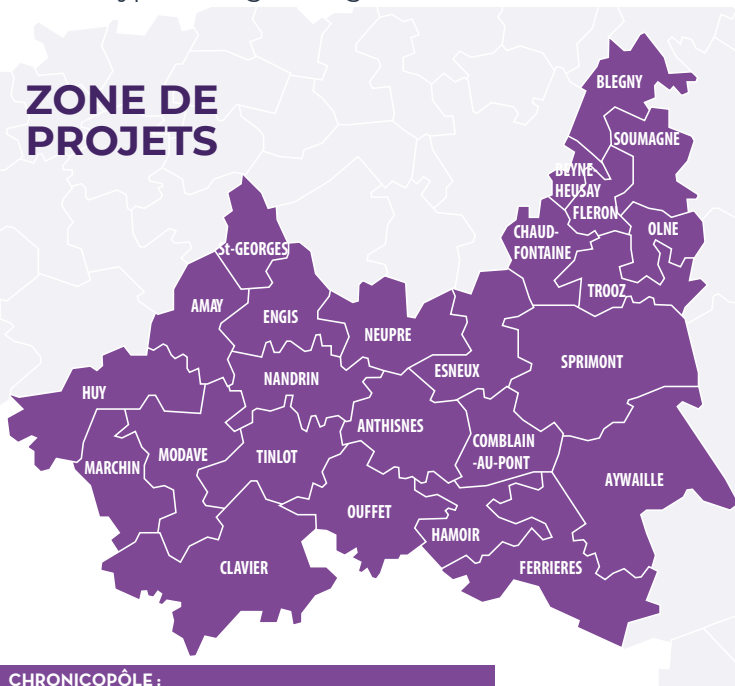 ZONE DE
PROJETS
BLEGNY
SOUMAGNE
BEYNE-
HEUSAY
FLERON
CHAUD-
FONTAINE
OLNE
St-GEORGES
TROOZ
AMAY
ENGIS
NEUPRE
SPRIMONT
ESNEUX
NANDRIN
HUY
ANTHISNES
COMBLAIN
-AU-PONT
MODAVE
TINLOT
MARCHIN
AYWAILLE
OUFFET
HAMOIR
CLAVIER
FERRIERES
CHRONICOPÔLE :